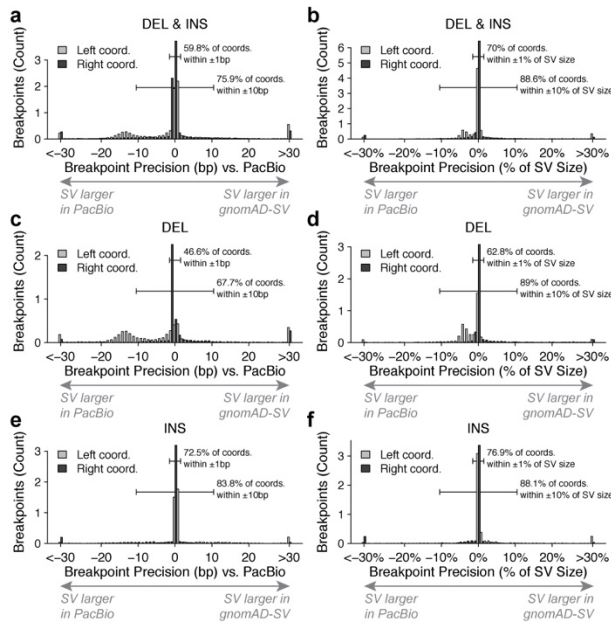 a
DEL & INS
Left coord.
Right coord.
59.8% of coords.
within ±1bp
75.9% of coords.
within ±10bp
Breakpoints (Count)
3
2
1
0
<−30 −20 −10 0 10 20 >30
Breakpoint Precision (bp) vs. PacBio
SV larger
in PacBio
SV larger in
gnomAD-SV
b
DEL & INS
Left coord.
Right coord.
70% of coords.
within ±1% of SV size
88.6% of coords.
within ±10% of SV size
Breakpoints (Count)
6
5
4
3
2
1
0
<−30% −20% 0% 10% 20% >30%
Breakpoint Precision (% of SV Size)
SV larger
in PacBio
SV larger in
gnomAD-SV
c
DEL
Left coord.
Right coord.
46.6% of coords.
within ±1bp
67.7% of coords.
within ±10bp
Breakpoints (Count)
2
1
0
<−30 −20 −10 0 10 20 >30
Breakpoint Precision (bp) vs. PacBio
SV larger
in PacBio
SV larger in
gnomAD-SV
d
DEL
Left coord.
Right coord.
62.8% of coords.
within ±1% of SV size
89% of coords.
within ±10% of SV size
Breakpoints (Count)
3
2
1
0
<−30% −20% 0% 10% 20% >30%
Breakpoint Precision (% of SV Size)
SV larger
in PacBio
SV larger in
gnomAD-SV
e
INS
Left coord.
Right coord.
72.5% of coords.
within ±1bp
83.8% of coords.
within ±10bp
Breakpoints (Count)
4
3
2
1
0
<−30 −20 −10 0 10 20 >30
Breakpoint Precision (bp) vs. PacBio
SV larger
in PacBio
SV larger in
gnomAD-SV
f
INS
Left coord.
Right coord.
76.9% of coords.
within ±1% of SV size
88.1% of coords.
within ±10% of SV size
Breakpoints (Count)
3
2
1
0
<−30% −20% 0% 10% 20% >30%
Breakpoint Precision (% of SV Size)
SV larger
in PacBio
SV larger in
gnomAD-SV